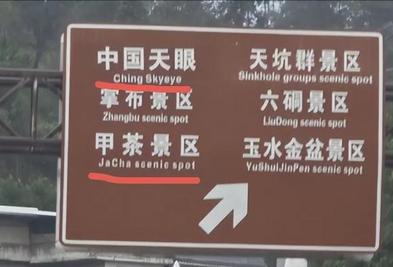 中国天眼
Ching Skyeye
掌布景区
Zhangbu scenic spot
甲茶景区
JaCha scenic spot
天坑群景区
Sinkhole groups scenic spot
六硐景区
LiuDong scenic spot
玉水金盆景区
YuShuiJinPen scenic spot